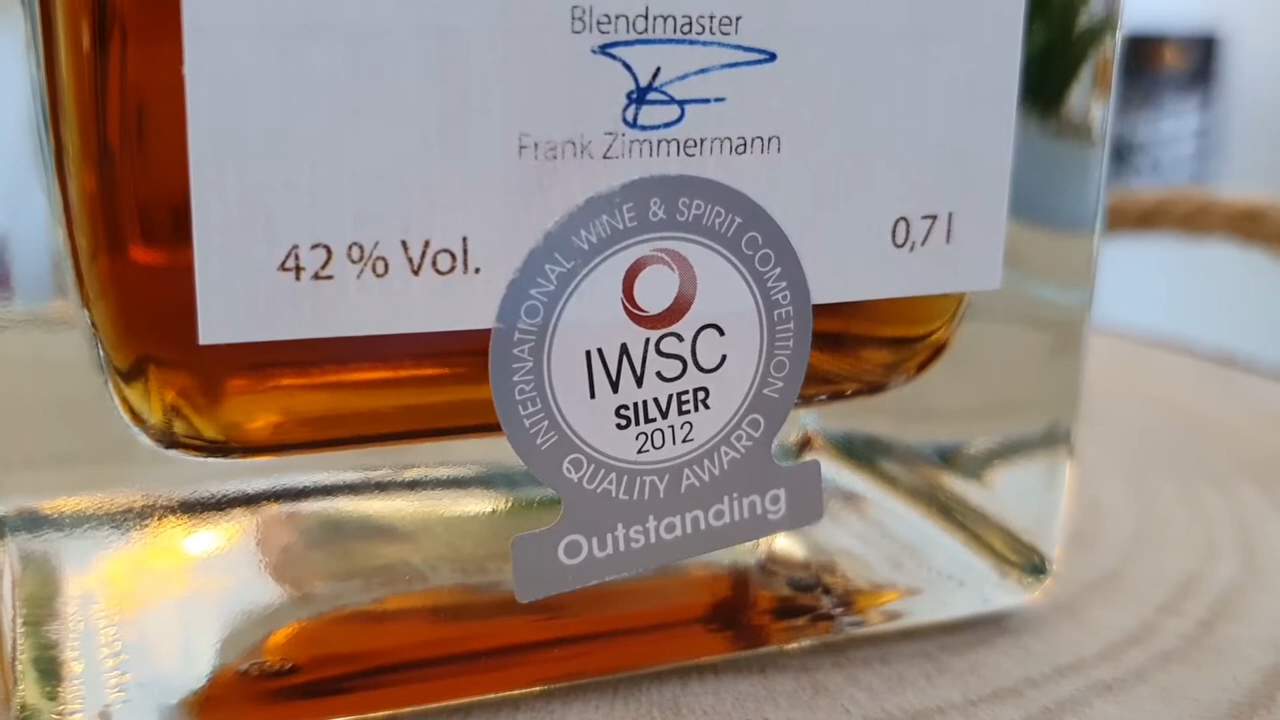 Blendmaster
Frank Zimmermann
42 % Vol.
0,7 l
INTERNATIONAL WINE & SPIRIT COMPETITION
IWSC
SILVER
2012
QUALITY AWARD
Outstanding